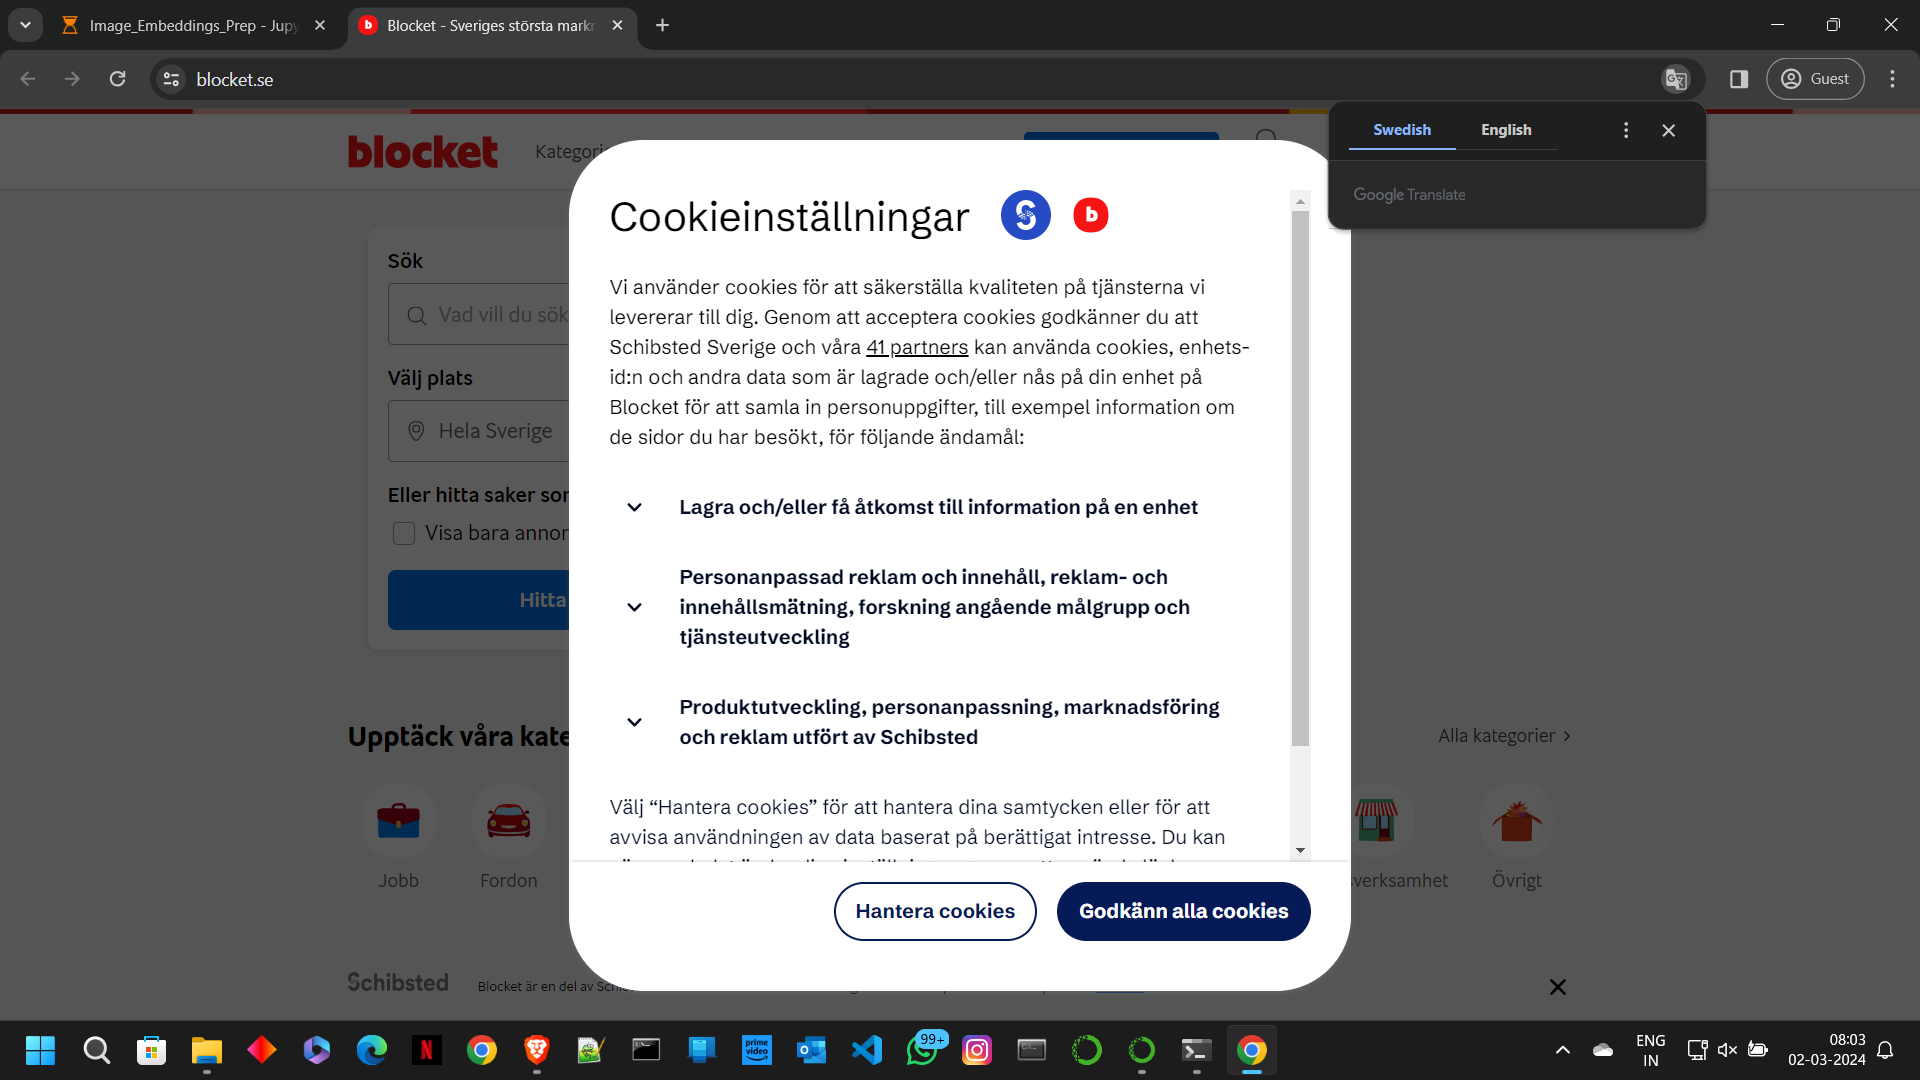 Image_Embeddings_Prep - Jupy
Blocket - Sveriges största mark
blocket.se
Guest
Swedish
English
Google Translate
blocket
Kategori
Cookieinställningar
Sök
Vad vill du sök
Välj plats
Hela Sverige
Eller hitta saker so
Visa bara annon
Hitta
Vi använder cookies för att säkerställa kvaliteten på tjänsterna vi
levererar till dig. Genom att acceptera cookies godkänner du att
Schibsted Sverige och våra 41 partners kan använda cookies, enhets-
id:n och andra data som är lagrade och/eller nås på din enhet på
Blocket för att samla in personuppgifter, till exempel information om
de sidor du har besökt, för följande ändamål:
Lagra och/eller få åtkomst till information på en enhet
Personanpassad reklam och innehåll, reklam- och
innehållsmätning, forskning angående målgrupp och
tjänsteutveckling
Produktutveckling, personanpassning, marknadsföring
och reklam utfört av Schibsted
Välj “Hantera cookies” för att hantera dina samtycken eller för att
avvisa användningen av data baserat på berättigat intresse. Du kan
Hantera cookies
Godkänn alla cookies
Upptäck våra kate
Alla kategorier
Jobb
Fordon
sverksamhet
Övrigt
Schibsted
Blocket är en del av Schi
prime
video
99+
ENG
IN
08:03
02-03-2024